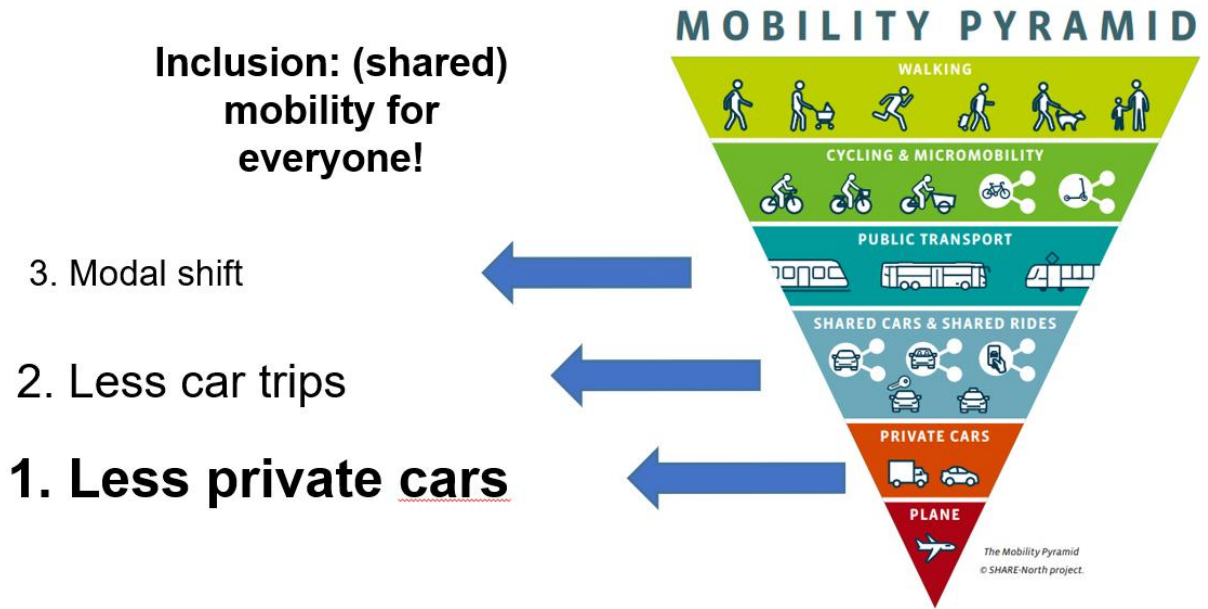 Inclusion: (shared)
mobility for
everyone!
3. Modal shift
2. Less car trips
1. Less private cars
MOBILITY PYRAMID
WALKING
CYCLING & MICROMOBILITY
PUBLIC TRANSPORT
SHARED CARS & SHARED RIDES
PRIVATE CARS
PLANE
The Mobility Pyramid
© SHARE-North project.